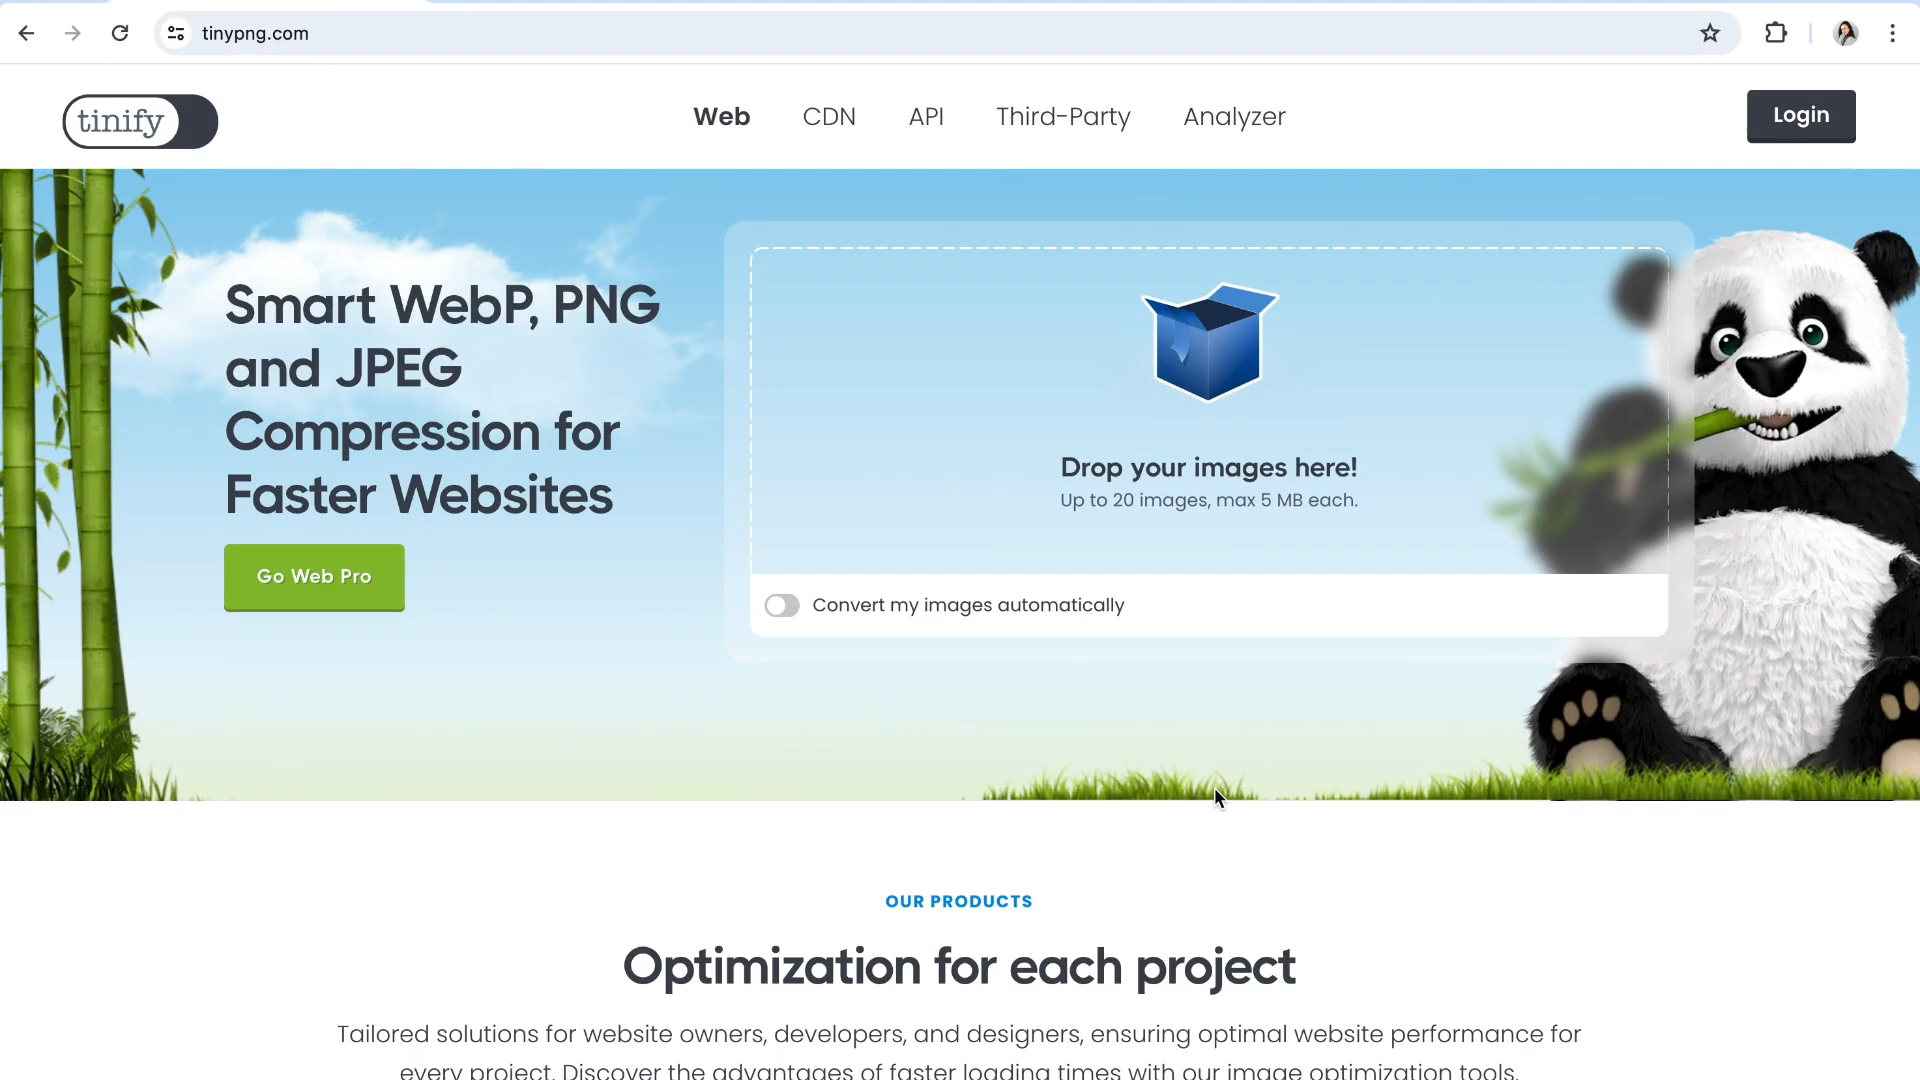 tinypng.com
tinify
Web CDN API Third-Party Analyzer
Login
Smart WebP, PNG
and JPEG
Compression for
Faster Websites
Go Web Pro
Drop your images here!
Up to 20 images, max 5 MB each.
Convert my images automatically
OUR PRODUCTS
Optimization for each project
Tailored solutions for website owners, developers, and designers, ensuring optimal website performance for
every project. Discover the advantages of faster loading times with our image optimization tools.